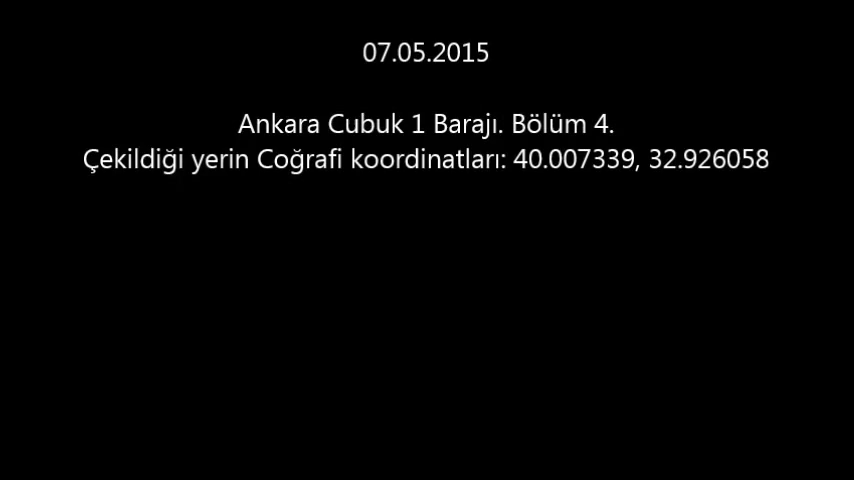 07.05.2015
Ankara Cubuk 1 Barajı. Bölüm 4.
Çekildiği yerin Coğrafi koordinatları: 40.007339, 32.926058